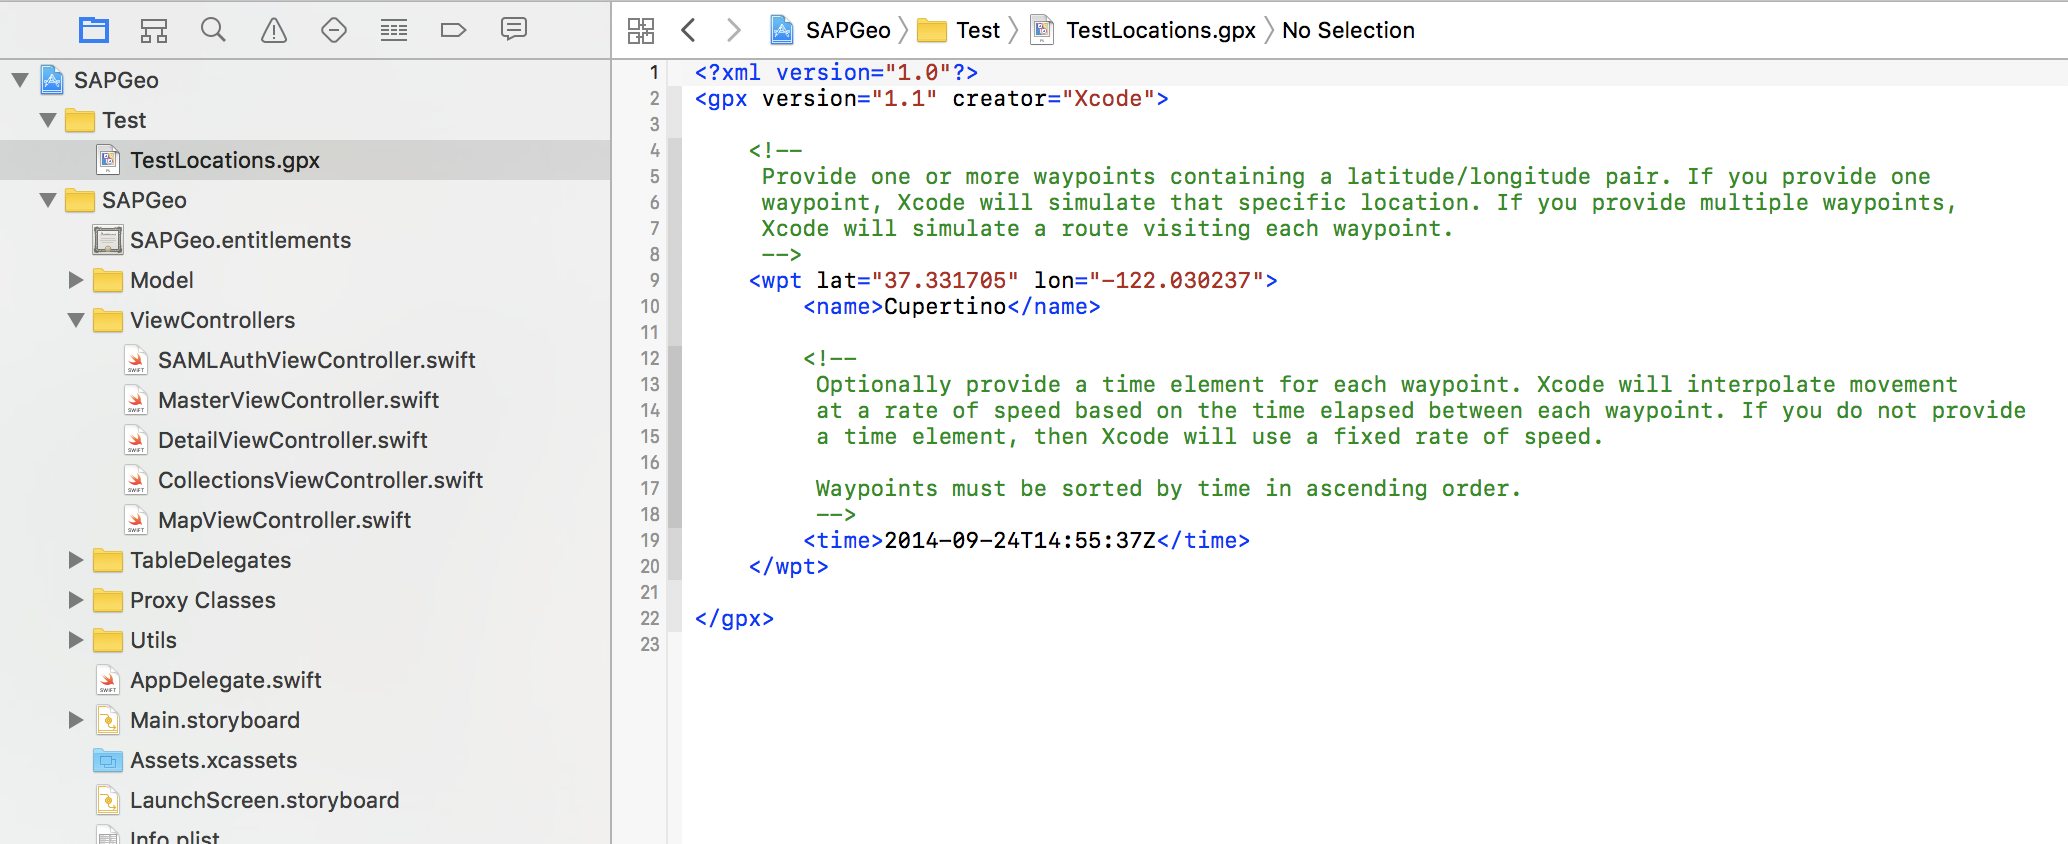 SAPGeo
Test
TestLocations.gpx
SAPGeo
SAPGeo.entitlements
Model
ViewControllers
SAMLAuthViewController.swift
MasterViewController.swift
DetailViewController.swift
CollectionsViewController.swift
MapViewController.swift
TableDelegates
Proxy Classes
Utils
AppDelegate.swift
Main.storyboard
Assets.xcassets
LaunchScreen.storyboard
Info.plist
SAPGeo Test TestLocations.gpx No Selection
1 <?xml version="1.0"?>
2 <gpx version="1.1" creator="Xcode">
3
4 <!--
5 Provide one or more waypoints containing a latitude/longitude pair. If you provide one
6 waypoint, Xcode will simulate that specific location. If you provide multiple waypoints,
7 Xcode will simulate a route visiting each waypoint.
8 -->
9 <wpt lat="37.331705" lon="-122.030237">
10 <name>Cupertino</name>
11
12 <!--
13 Optionally provide a time element for each waypoint. Xcode will interpolate movement
14 at a rate of speed based on the time elapsed between each waypoint. If you do not provide
15 a time element, then Xcode will use a fixed rate of speed.
16
17 Waypoints must be sorted by time in ascending order.
18 -->
19 <time>2014-09-24T14:55:37Z</time>
20 </wpt>
21
22 </gpx>
23